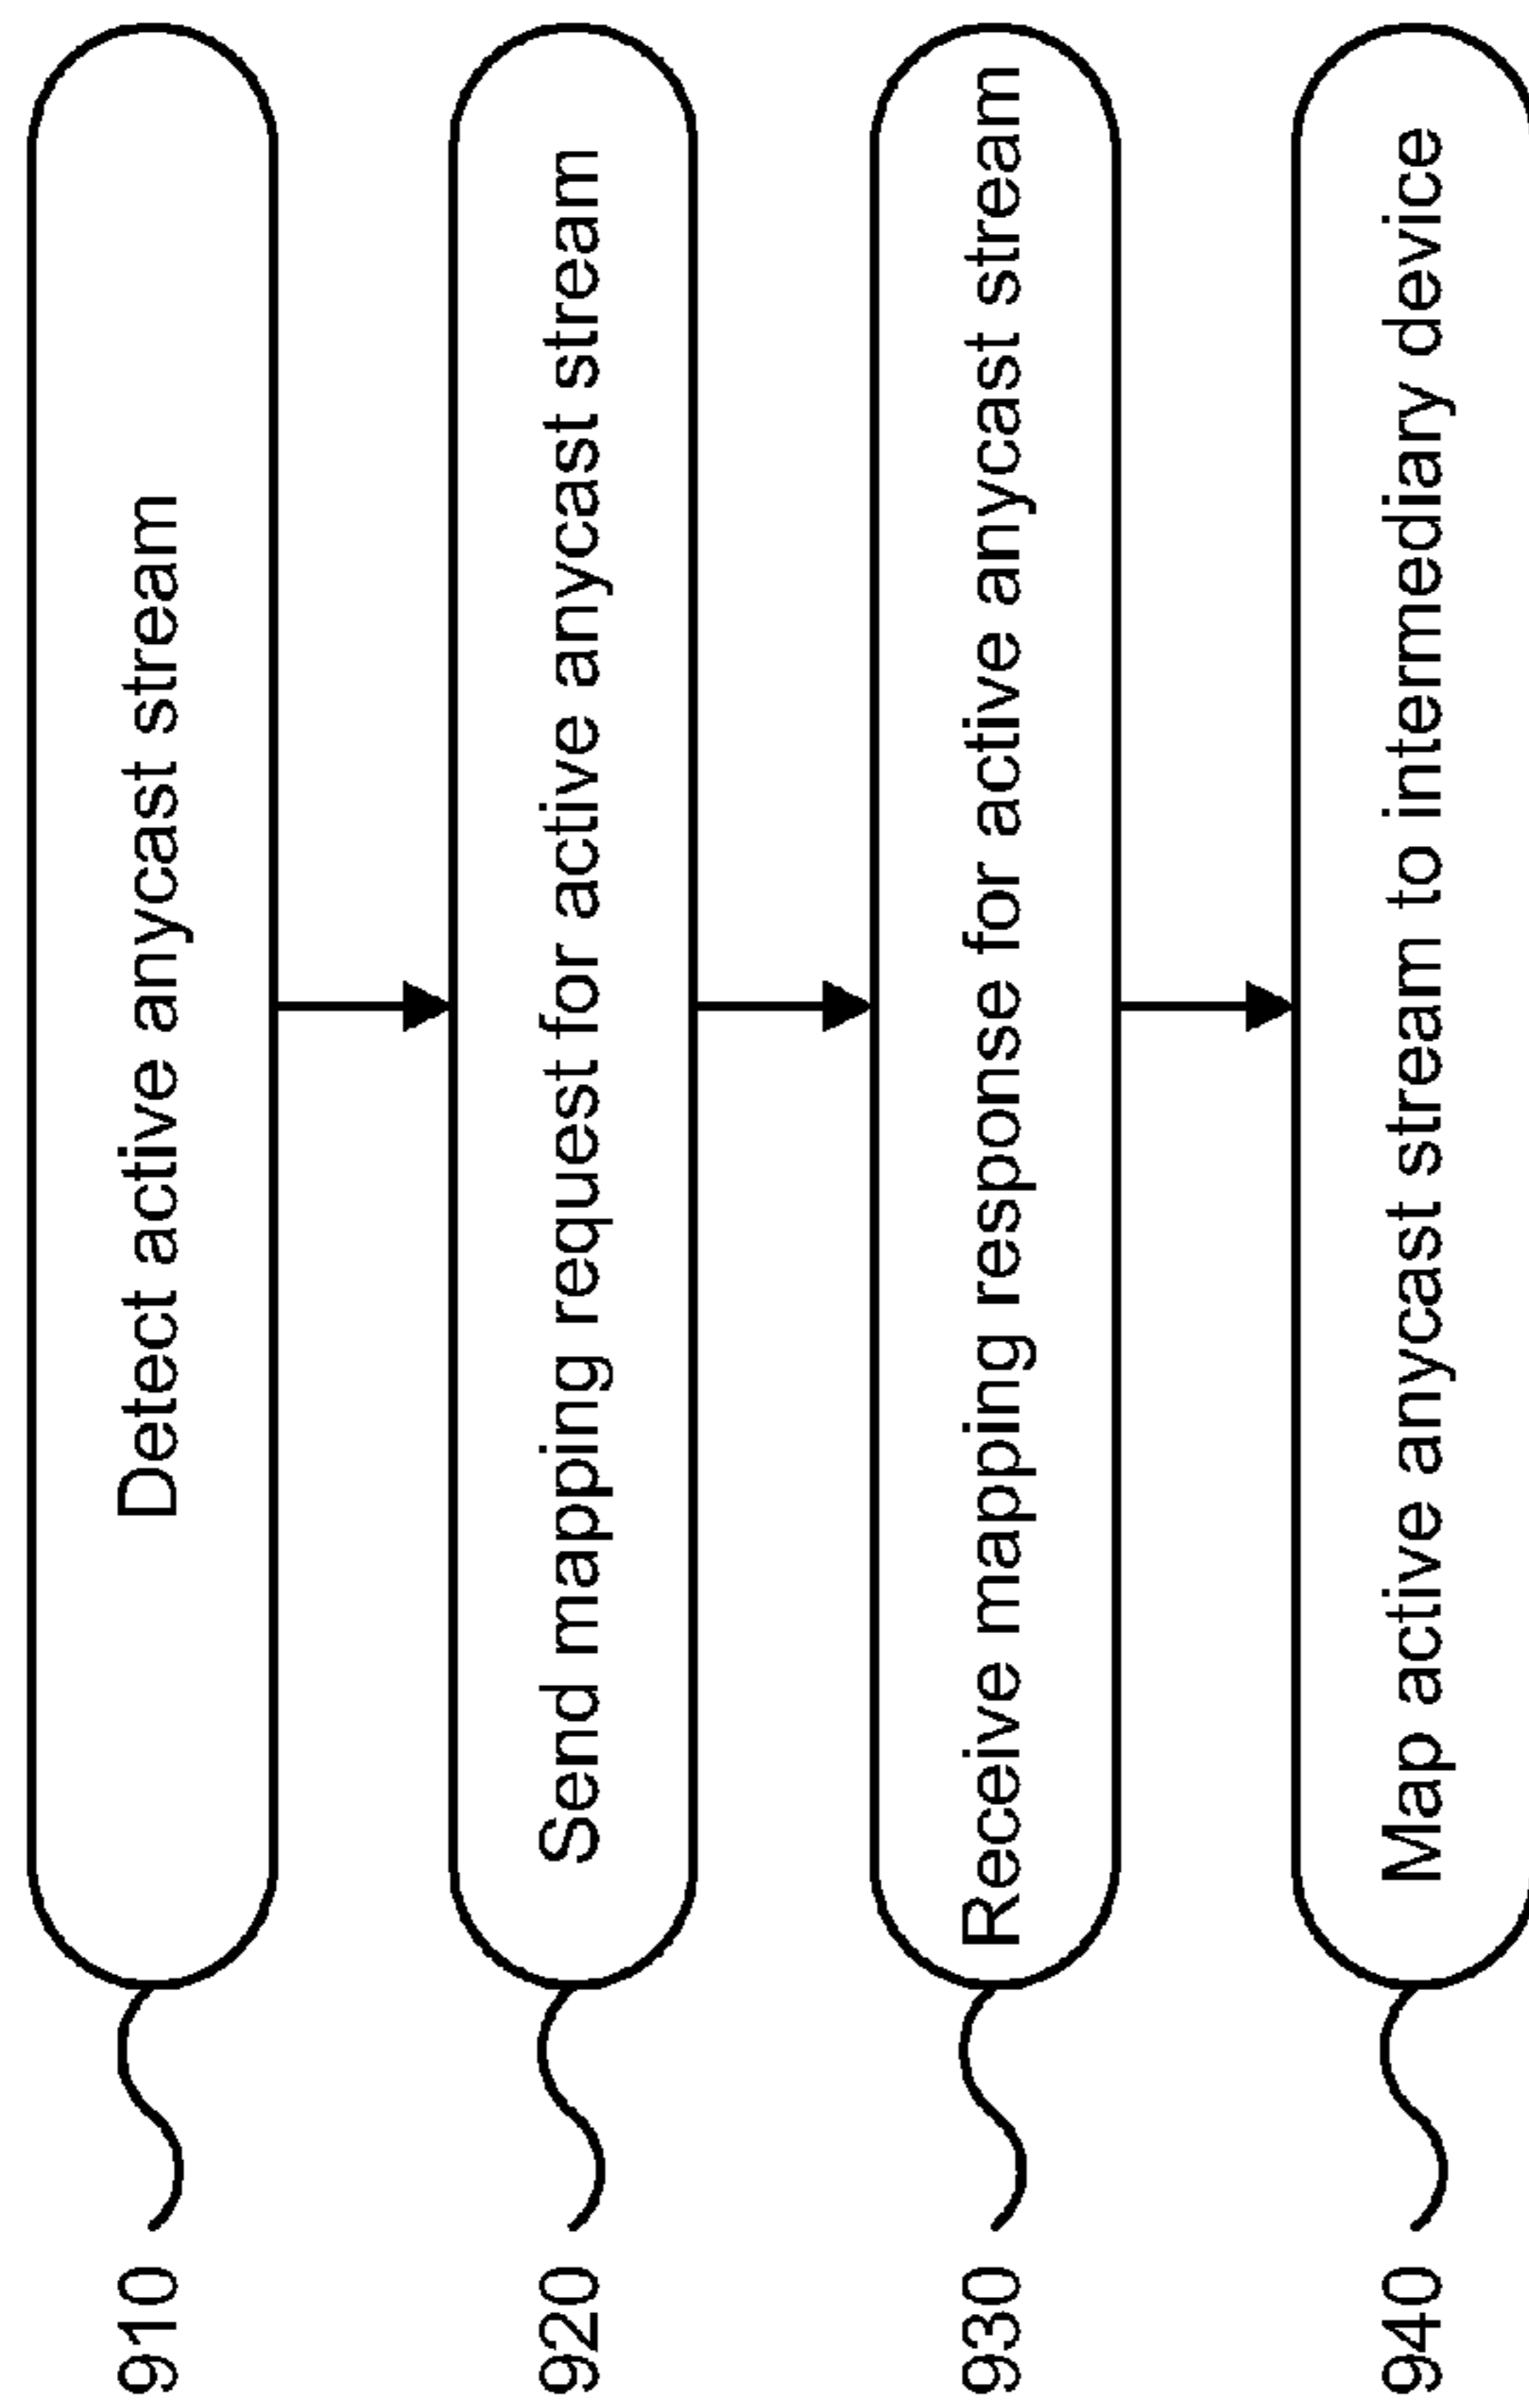 910 Detect active anycast stream
920 Send mapping request for active anycast stream
930 Receive mapping response for active anycast stream
940 Map active anycast stream to intermediary device